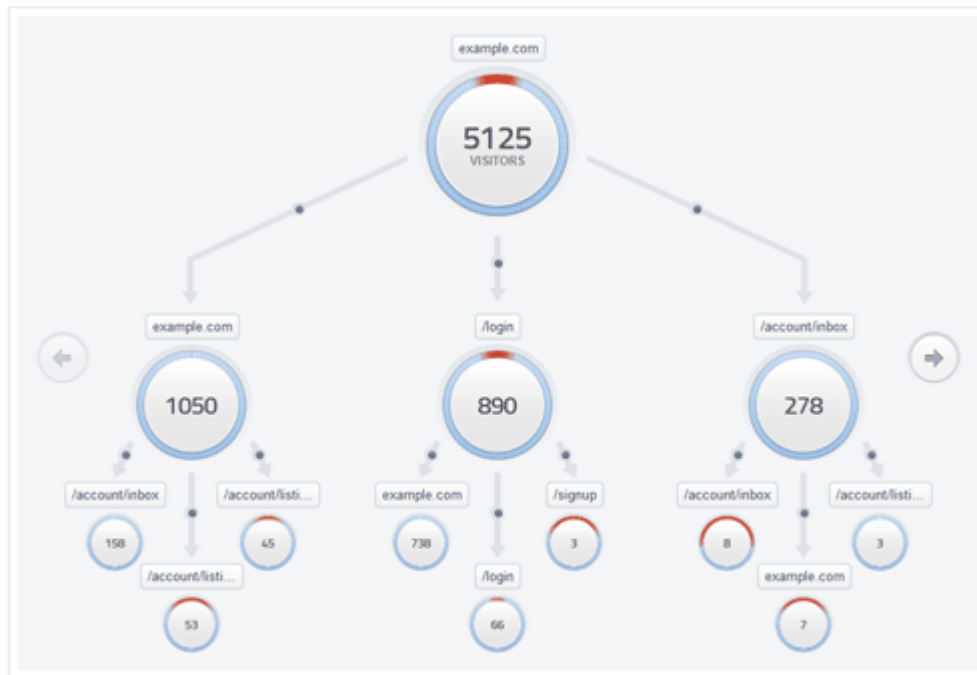 example.com
5125
VISITORS
example.com
/login
/account/inbox
1050
890
278
/account/inbox
/account/listi...
example.com
/signup
/account/inbox
/account/listi...
158
45
738
3
8
3
/account/listi...
/login
example.com
53
66
7